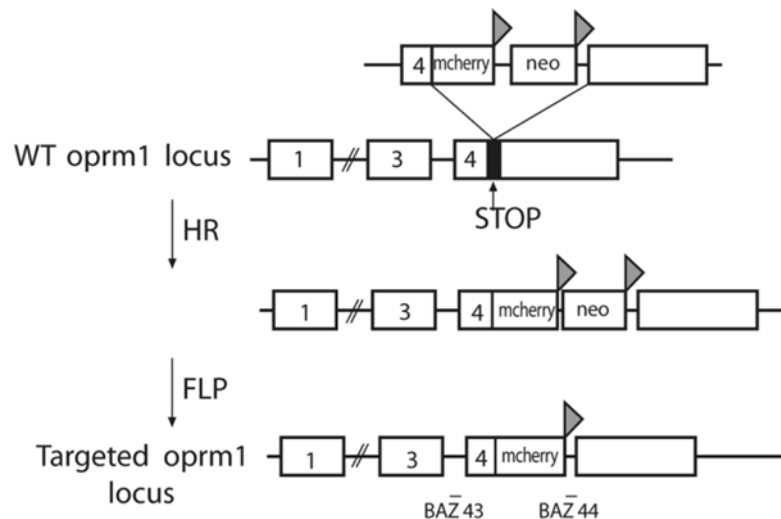 4 mcherry neo
WT oprm1 locus 1 3 4
STOP
HR
1 3 4 mcherry neo
FLP
Targeted oprm1 1 3 4 mcherry
locus
BAZ 43 BAZ 44